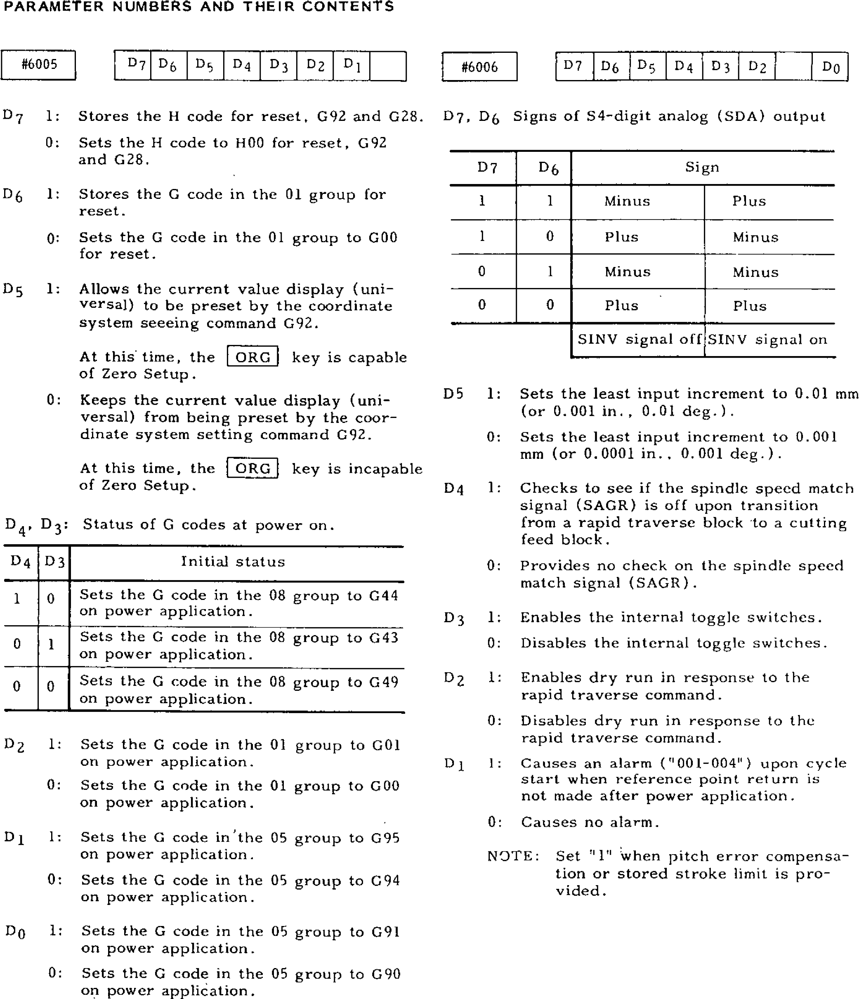 PARAMETER NUMBERS AND THEIR CONTENTS
#6005 D7 D6 D5 D4 D3 D2 D1
D7 1: Stores the H code for reset, G92 and G28.
0: Sets the H code to H00 for reset, G92
and G28.
D6 1: Stores the G code in the 01 group for
reset.
0: Sets the G code in the 01 group to G00
for reset.
D5 1: Allows the current value display (uni-
versal) to be preset by the coordinate
system seeeing command G92.
At this time, the ORG key is capable
of Zero Setup.
0: Keeps the current value display (uni-
versal) from being preset by the coor-
dinate system setting command G92.
At this time, the ORG key is incapable
of Zero Setup.
D4, D3: Status of G codes at power on.
D4 D3 Initial status
1 0 Sets the G code in the 08 group to G44
on power application.
0 1 Sets the G code in the 08 group to G43
on power application.
0 0 Sets the G code in the 08 group to G49
on power application.
D2 1: Sets the G code in the 01 group to G01
on power application.
0: Sets the G code in the 01 group to G00
on power application.
D1 1: Sets the G code in the 05 group to G95
on power application.
0: Sets the G code in the 05 group to G94
on power application.
D0 1: Sets the G code in the 05 group to G91
on power application.
0: Sets the G code in the 05 group to G90
on power application.
#6006 D7 D6 D5 D4 D3 D2 D0
D7, D6 Signs of S4-digit analog (SDA) output
D7 D6 Sign
1 1 Minus Plus
1 0 Plus Minus
0 1 Minus Minus
0 0 Plus Plus
SINV signal off SINV signal on
D5 1: Sets the least input increment to 0.01 mm
(or 0.001 in., 0.01 deg.).
0: Sets the least input increment to 0.001
mm (or 0.0001 in., 0.001 deg.).
D4 1: Checks to see if the spindle speed match
signal (SAGR) is off upon transition
from a rapid traverse block to a cutting
feed block.
0: Provides no check on the spindle speed
match signal (SAGR).
D3 1: Enables the internal toggle switches.
0: Disables the internal toggle switches.
D2 1: Enables dry run in response to the
rapid traverse command.
0: Disables dry run in response to the
rapid traverse command.
D1 1: Causes an alarm ("001-004") upon cycle
start when reference point return is
not made after power application.
0: Causes no alarm.
NOTE: Set "1" when pitch error compensa-
tion or stored stroke limit is pro-
vided.